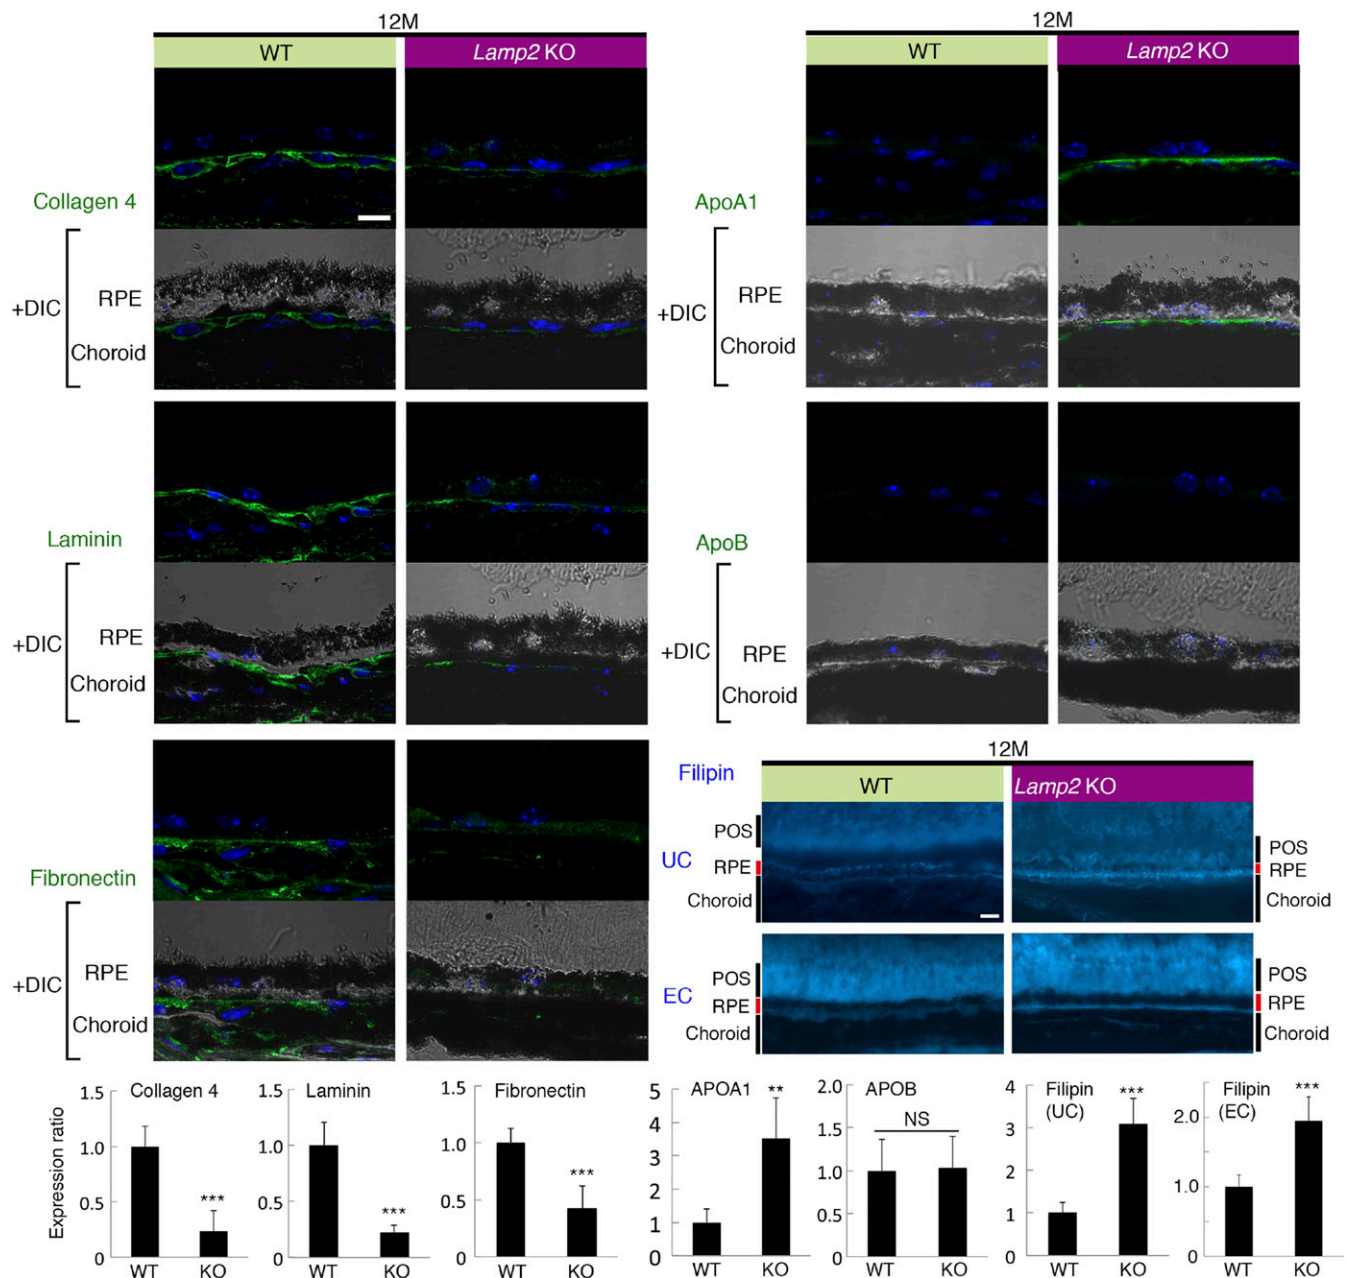 12M
WT
Lamp2 KO
Collagen 4
+DIC
RPE
Choroid
Laminin
+DIC
RPE
Choroid
Fibronectin
+DIC
RPE
Choroid
12M
WT
Lamp2 KO
ApoA1
+DIC
RPE
Choroid
ApoB
+DIC
RPE
Choroid
12M
Filipin
WT
Lamp2 KO
UC
POS
RPE
Choroid
POS
RPE
Choroid
EC
POS
RPE
Choroid
POS
RPE
Choroid
Expression ratio
Collagen 4
1.5
1.0
0.5
0
***
WT KO
Laminin
1.5
1.0
0.5
0
***
WT KO
Fibronectin
1.5
1.0
0.5
0
***
WT KO
APOA1
5
4
3
2
1
0
**
WT KO
APOB
2.0
1.5
1.0
0.5
0
NS
WT KO
Filipin
(UC)
4
3
2
1
0
***
WT KO
Filipin
(EC)
2.0
1.0
0
***
WT KO